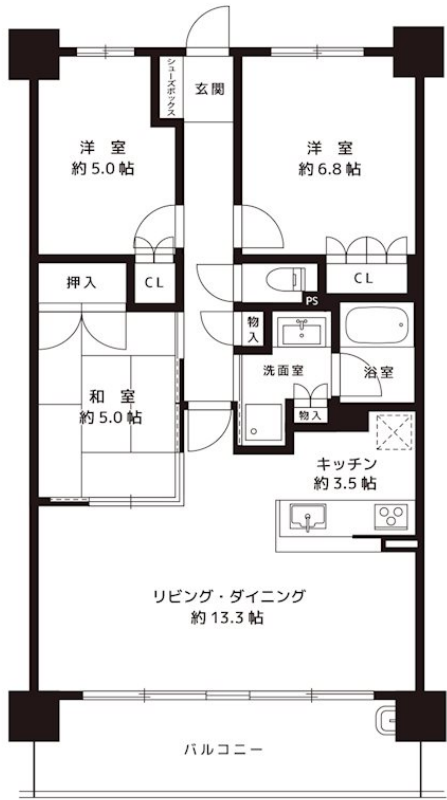 シューズボックス
玄関
洋 室
約 5.0 帖
洋 室
約 6.8 帖
押入
CL
CL
PS
物入
洗面室
浴室
物入
和 室
約 5.0 帖
キッチン
約 3.5 帖
リビング・ダイニング
約 13.3 帖
バルコニー